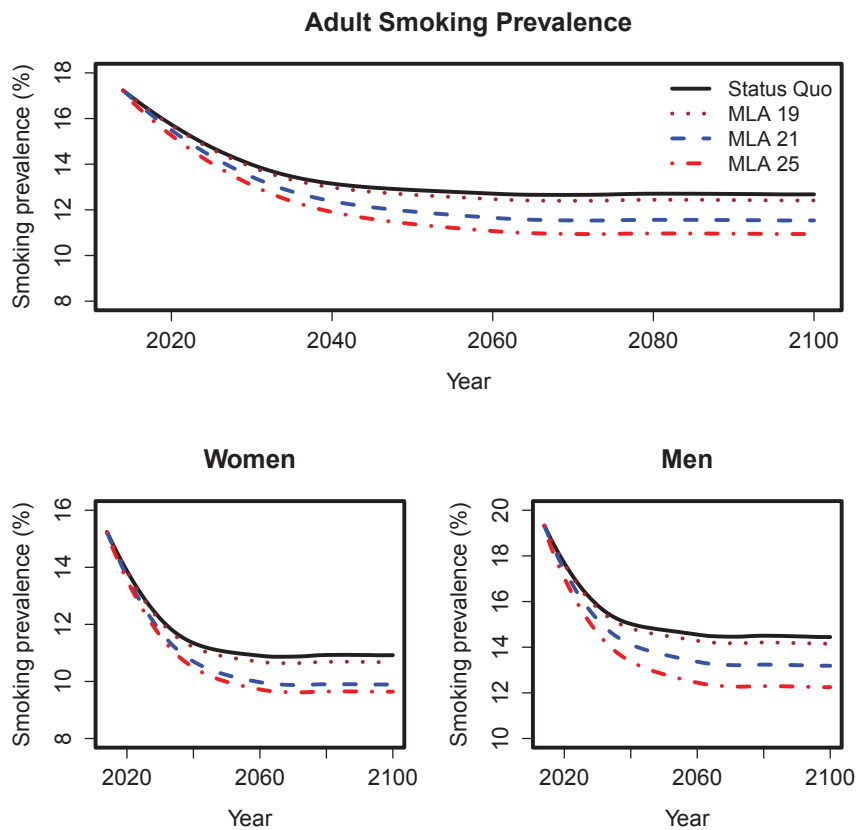 Adult Smoking Prevalence
Smoking prevalence (%)
18
16
14
12
10
8
Status Quo
MLA 19
MLA 21
MLA 25
2020 2040 2060 2080 2100
Year
Women
Smoking prevalence (%)
16
14
12
10
8
2020 2060 2100
Year
Men
Smoking prevalence (%)
20
18
16
14
12
10
2020 2060 2100
Year